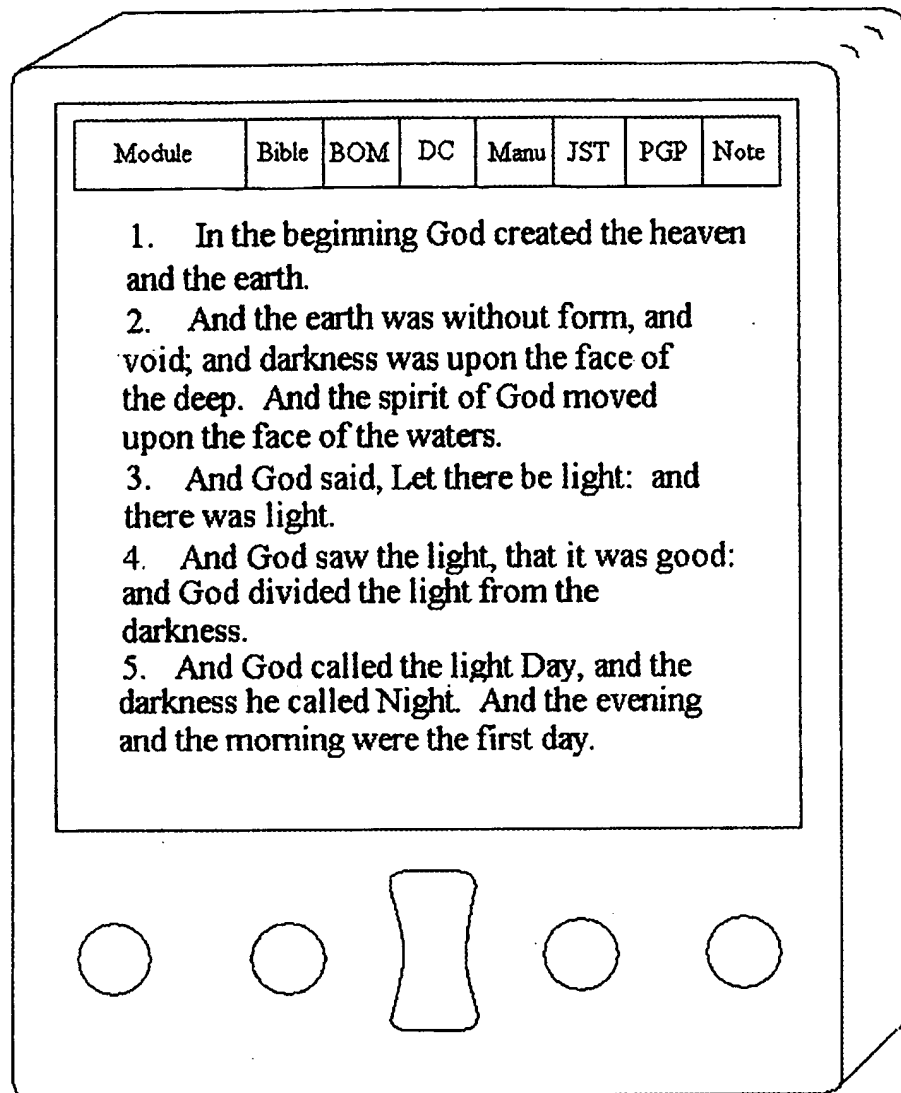 Module Bible BOM DC Manu JST PGP Note
1. In the beginning God created the heaven
and the earth.
2. And the earth was without form, and
void; and darkness was upon the face of
the deep. And the spirit of God moved
upon the face of the waters.
3. And God said, Let there be light: and
there was light.
4. And God saw the light, that it was good:
and God divided the light from the
darkness.
5. And God called the light Day, and the
darkness he called Night. And the evening
and the morning were the first day.